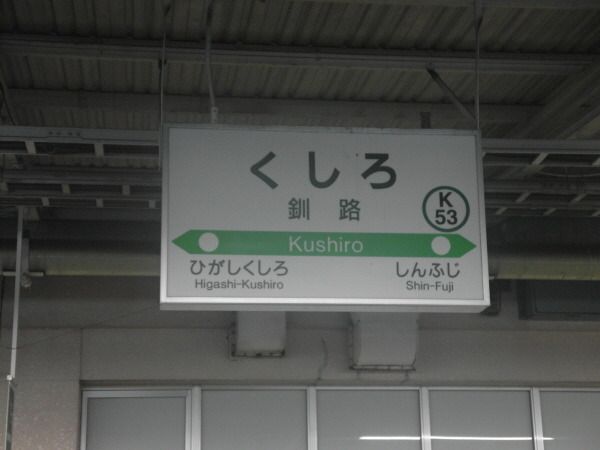 くしろ
釧路
K
53
Kushiro
ひがしくしろ
Higashi-Kushiro
しんふじ
Shin-Fuji